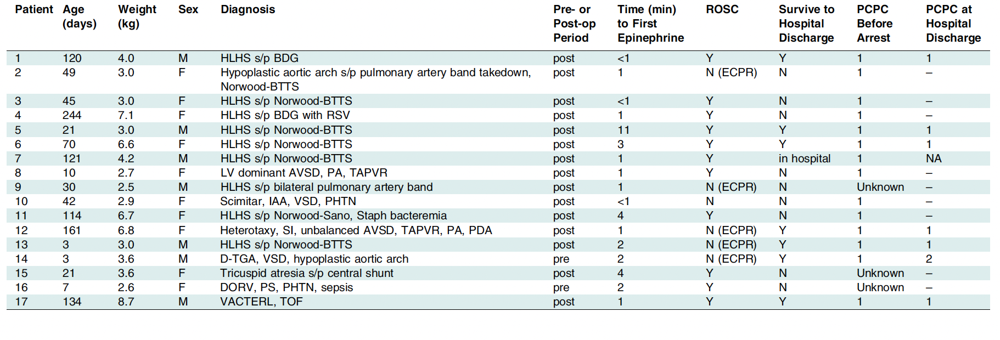 Patient Age (days) Weight (kg) Sex Diagnosis Pre- or Post-op Period Time (min) to First Epinephrine ROSC Survive to Hospital Discharge PCPC Before Arrest PCPC at Hospital Discharge
1 120 4.0 M HLHS s/p BDG post <1 Y Y 1 1
2 49 3.0 F Hypoplastic aortic arch s/p pulmonary artery band takedown, post 1 N (ECPR) N 1 –
Norwood-BTTS
3 45 3.0 F HLHS s/p Norwood-BTTS post <1 Y N 1 –
4 244 7.1 F HLHS s/p BDG with RSV post 1 Y N 1 –
5 21 3.0 M HLHS s/p Norwood-BTTS post 11 Y Y 1 1
6 70 6.6 F HLHS s/p Norwood-BTTS post 3 Y Y 1 1
7 121 4.2 M HLHS s/p Norwood-BTTS post 1 Y in hospital 1 NA
8 10 2.7 F LV dominant AVSD, PA, TAPVR post 1 Y N 1 –
9 30 2.5 M HLHS s/p bilateral pulmonary artery band post 1 N (ECPR) N Unknown –
10 42 2.9 F Scimitar, IAA, VSD, PHTN post <1 N N 1 –
11 114 6.7 F HLHS s/p Norwood-Sano, Staph bacteremia post 4 Y N 1 –
12 161 6.8 F Heterotaxy, SI, unbalanced AVSD, TAPVR, PA, PDA post 1 N (ECPR) Y 1 1
13 3 3.0 M HLHS s/p Norwood-BTTS post 2 N (ECPR) Y 1 1
14 3 3.6 M D-TGA, VSD, hypoplastic aortic arch pre 2 N (ECPR) Y 1 2
15 21 3.6 F Tricuspid atresia s/p central shunt post 4 Y N Unknown –
16 7 2.6 F DORV, PS, PHTN, sepsis pre 2 Y N Unknown –
17 134 8.7 M VACTERL, TOF post 1 Y Y 1 1